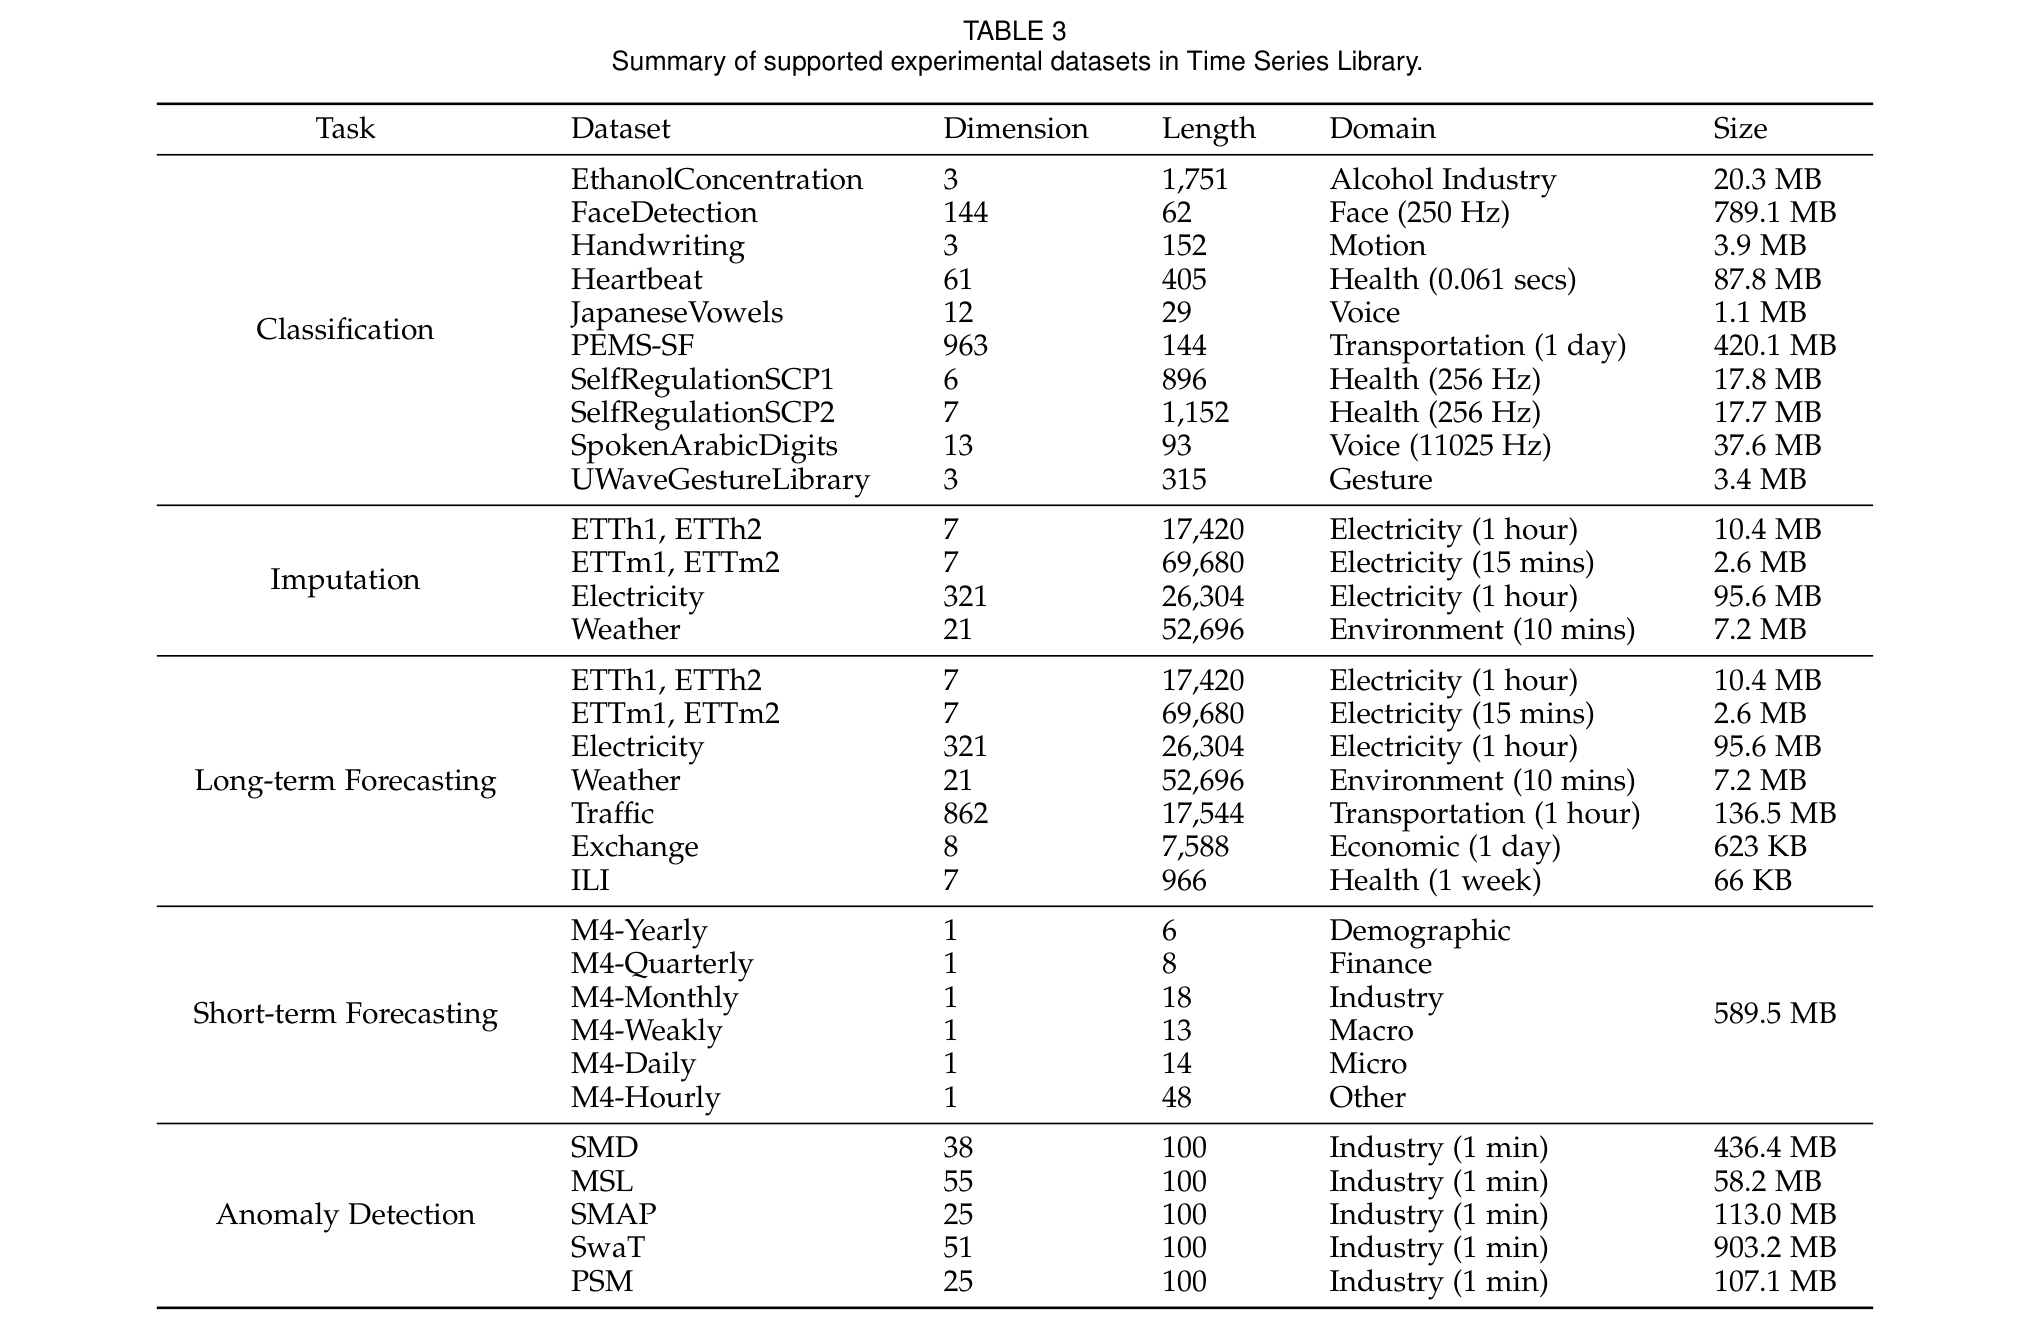 TABLE 3
Summary of supported experimental datasets in Time Series Library.
Task Dataset Dimension Length Domain Size
Classification
EthanolConcentration 3 1,751 Alcohol Industry 20.3 MB
FaceDetection 144 62 Face (250 Hz) 789.1 MB
Handwriting 3 152 Motion 3.9 MB
Heartbeat 61 405 Health (0.061 secs) 87.8 MB
JapaneseVowels 12 29 Voice 1.1 MB
PEMS-SF 963 144 Transportation (1 day) 420.1 MB
SelfRegulationSCP1 6 896 Health (256 Hz) 17.8 MB
SelfRegulationSCP2 7 1,152 Health (256 Hz) 17.7 MB
SpokenArabicDigits 13 93 Voice (11025 Hz) 37.6 MB
UWaveGestureLibrary 3 315 Gesture 3.4 MB
Imputation
ETTh1, ETTh2 7 17,420 Electricity (1 hour) 10.4 MB
ETTm1, ETTm2 7 69,680 Electricity (15 mins) 2.6 MB
Electricity 321 26,304 Electricity (1 hour) 95.6 MB
Weather 21 52,696 Environment (10 mins) 7.2 MB
Long-term Forecasting
ETTh1, ETTh2 7 17,420 Electricity (1 hour) 10.4 MB
ETTm1, ETTm2 7 69,680 Electricity (15 mins) 2.6 MB
Electricity 321 26,304 Electricity (1 hour) 95.6 MB
Weather 21 52,696 Environment (10 mins) 7.2 MB
Traffic 862 17,544 Transportation (1 hour) 136.5 MB
Exchange 8 7,588 Economic (1 day) 623 KB
ILI 7 966 Health (1 week) 66 KB
Short-term Forecasting
M4-Yearly 1 6 Demographic
M4-Quarterly 1 8 Finance
M4-Monthly 1 18 Industry
M4-Weakly 1 13 Macro
M4-Daily 1 14 Micro
M4-Hourly 1 48 Other
589.5 MB
Anomaly Detection
SMD 38 100 Industry (1 min) 436.4 MB
MSL 55 100 Industry (1 min) 58.2 MB
SMAP 25 100 Industry (1 min) 113.0 MB
SwaT 51 100 Industry (1 min) 903.2 MB
PSM 25 100 Industry (1 min) 107.1 MB